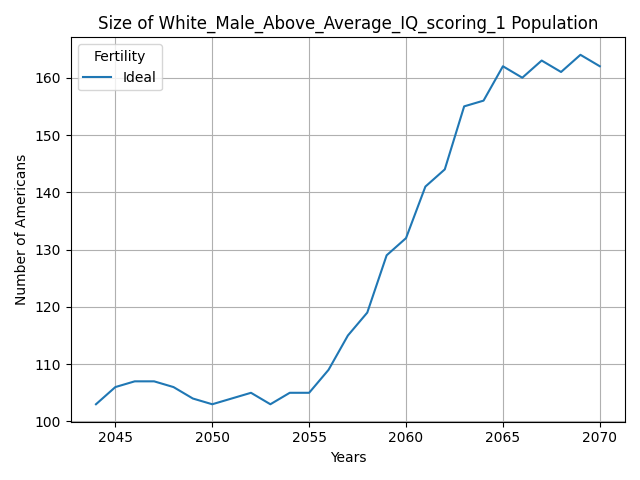 Size of White_Male_Above_Average_IQ_scoring_1 Population
Fertility
Ideal
Number of Americans
160
150
140
130
120
110
100
2045 2050 2055 2060 2065 2070
Years